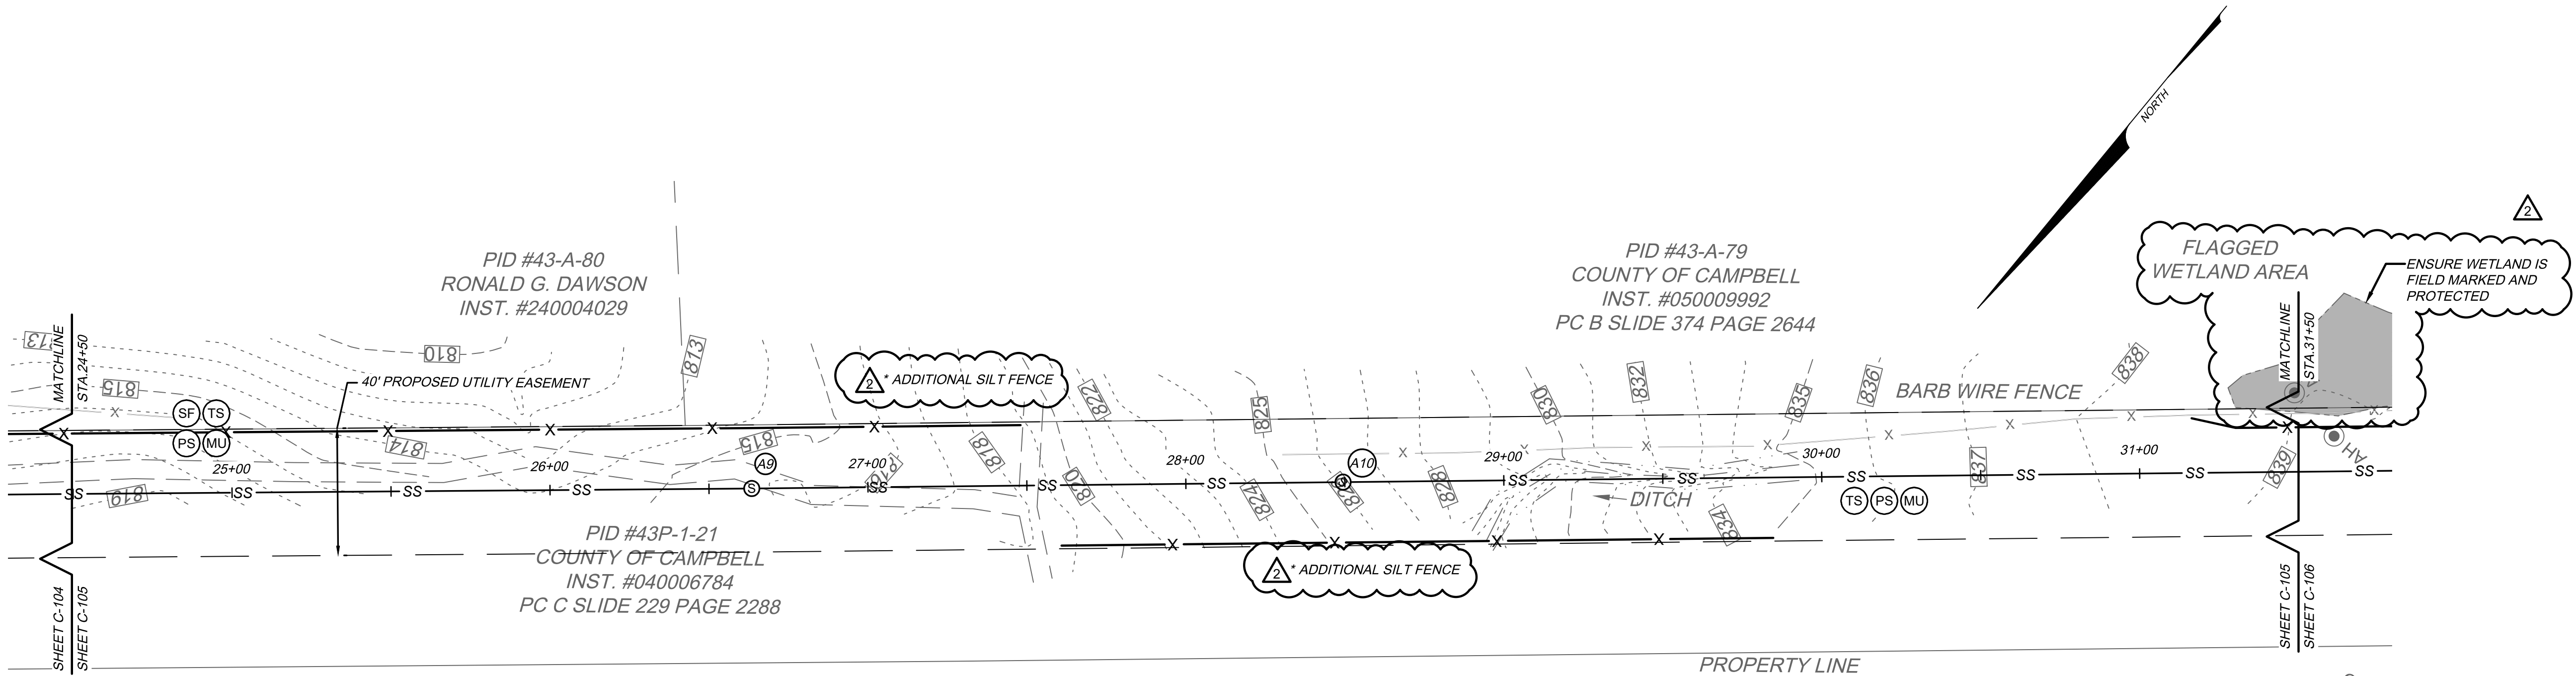 NORTH
2
FLAGGED
WETLAND AREA
ENSURE WETLAND IS
FIELD MARKED AND
PROTECTED
PID #43-A-80
RONALD G. DAWSON
INST. #240004029
PID #43-A-79
COUNTY OF CAMPBELL
INST. #050009992
PC B SLIDE 374 PAGE 2644
MATCHLINE
STA.24+50
MATCHLINE
STA.31+50
813
810
813
815
40' PROPOSED UTILITY EASEMENT
2
* ADDITIONAL SILT FENCE
822
825
830
832
835
836
838
BARB WIRE FENCE
SF
TS
PS
MU
X
X
X
X
X
X
814
815
818
820
25+00
26+00
A9
27+00
28+00
A10
29+00
30+00
31+00
X
X
X
X
X
X
X
X
X
X
X
AH
819
SS
SS
SS
SS
S
SS
SS
SS
824
828
SS
SS
SS
837
SS
SS
839
SS
DITCH
834
TS
PS
MU
X
X
X
X
2
* ADDITIONAL SILT FENCE
PID #43P-1-21
COUNTY OF CAMPBELL
INST. #040006784
PC C SLIDE 229 PAGE 2288
SHEET C-104
SHEET C-105
SHEET C-105
SHEET C-106
PROPERTY LINE